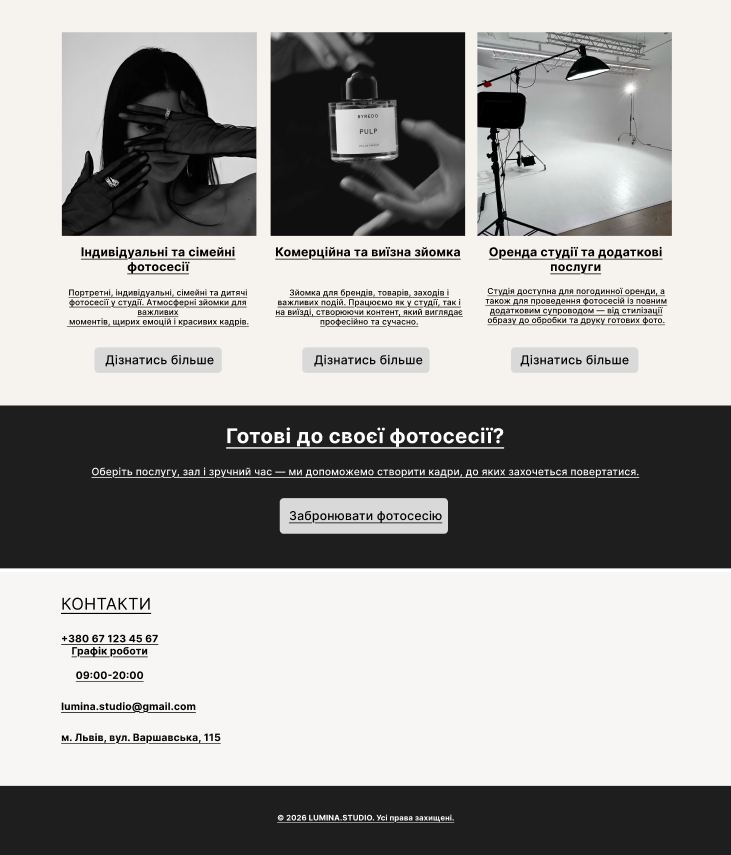 BYREDO
PULP
Індивідуальні та сімейні
фотосесії
Портретні, індивідуальні, сімейні та дитячі
фотосесії у студії. Атмосферні зйомки для
важливих
моментів, щирих емоцій і красивих кадрів.
Дізнатись більше
Комерційна та виїзна зйомка
Зйомка для брендів, товарів, заходів і
важливих подій. Працюємо як у студії, так і
на виїзді, створюючи контент, який виглядає
професійно та сучасно.
Дізнатись більше
Оренда студії та додаткові
послуги
Студія доступна для погодинної оренди, а
також для проведення фотосесій із повним
додатковим супроводом — від стилізації
образу до обробки та друку готових фото.
Дізнатись більше
Готові до своєї фотосесії?
Оберіть послугу, зал і зручний час — ми допоможемо створити кадри, до яких захочеться повертатися.
Забронювати фотосесію
КОНТАКТИ
+380 67 123 45 67
Графік роботи
09:00-20:00
lumina.studio@gmail.com
м. Львів, вул. Варшавська, 115
© 2026 LUMINA.STUDIO. Усі права захищені.